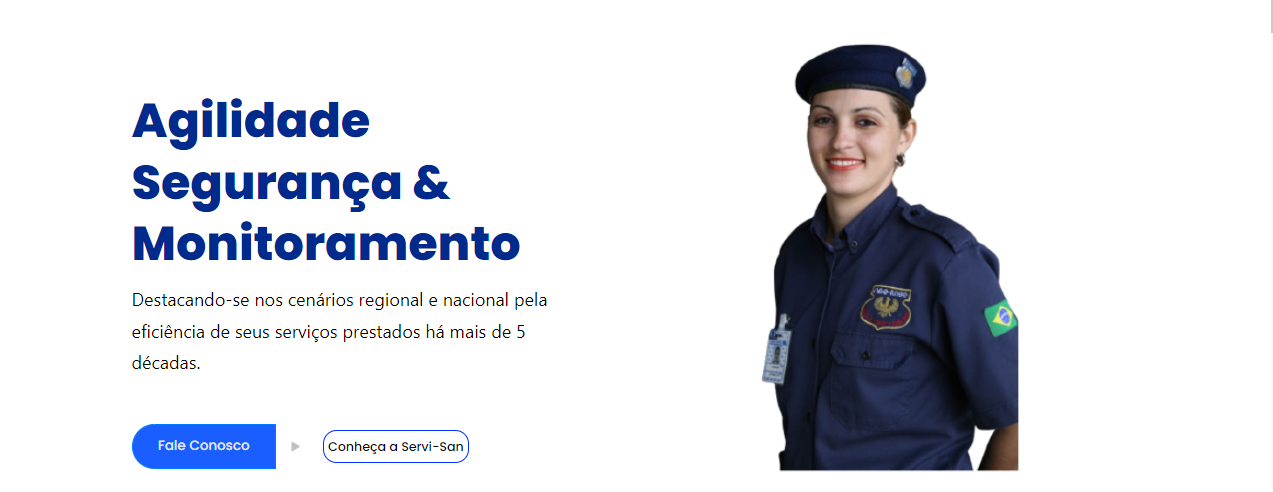 Agilidade
Segurança &
Monitoramento
Destacando-se nos cenários regional e nacional pela
eficiência de seus serviços prestados há mais de 5
décadas.
Fale Conosco
Conheça a Servi-San